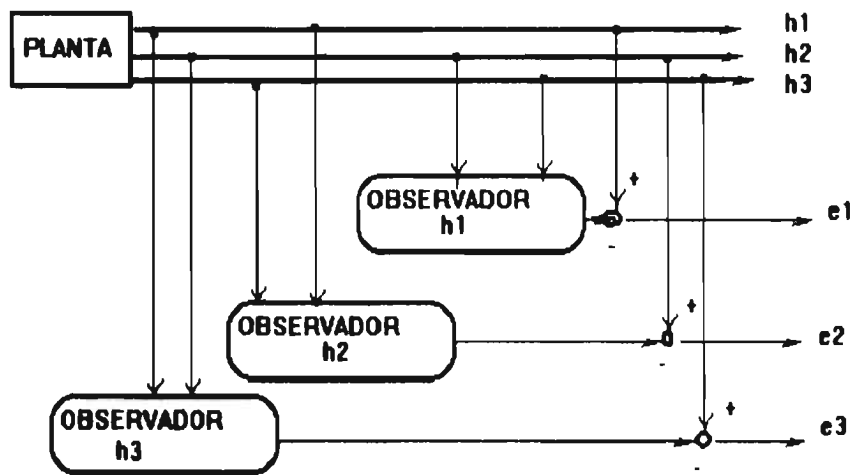 PLANTA
h1
h2
h3
+
OBSERVADOR
h1
-
e1
+
OBSERVADOR
h2
-
e2
+
OBSERVADOR
h3
-
e3